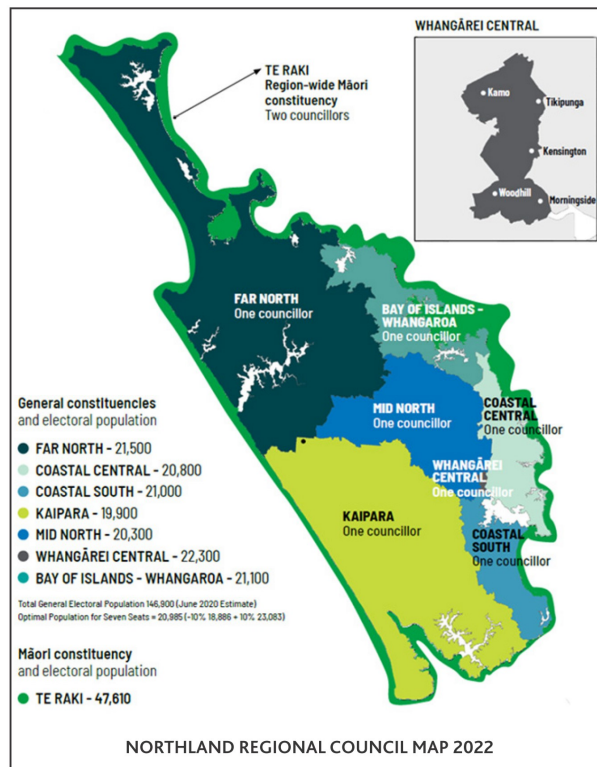 WHANGĀREI CENTRAL
Kamo
Tikipunga
Kensington
Woodhill
Morningside
TE RAKI
Region-wide Māori
constituency
Two councillors
FAR NORTH
One councillor
BAY OF ISLANDS -
WHANGAROA
One councillor
COASTAL
CENTRAL
One councillor
MID NORTH
One councillor
WHANGĀREI
CENTRAL
One councillor
KAIPARA
One councillor
COASTAL
SOUTH
One councillor
General constituencies
and electoral population
FAR NORTH - 21,500
COASTAL CENTRAL - 20,800
COASTAL SOUTH - 21,000
KAIPARA - 19,900
MID NORTH - 20,300
WHANGĀREI CENTRAL - 22,300
BAY OF ISLANDS - WHANGAROA - 21,100
Total General Electoral Population 146,900 (June 2020 Estimate)
Optimal Population for Seven Seats = 20,985 (-10% 18,886 + 10% 23,083)
Māori constituency
and electoral population
TE RAKI - 47,610
NORTHLAND REGIONAL COUNCIL MAP 2022